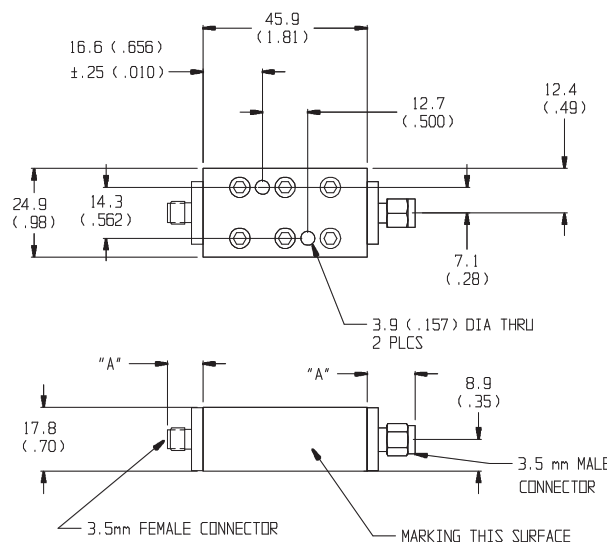 45.9
(1.81)
16.6 (.656)
±.25 (.010)
12.7
(.500)
12.4
(.49)
24.9
(.98)
14.3
(.562)
7.1
(.28)
3.9 (.157) DIA THRU
2 PLCS
"A"
"A"
8.9
(.35)
17.8
(.70)
3.5 mm MALE
CONNECTOR
3.5mm FEMALE CONNECTOR
MARKING THIS SURFACE